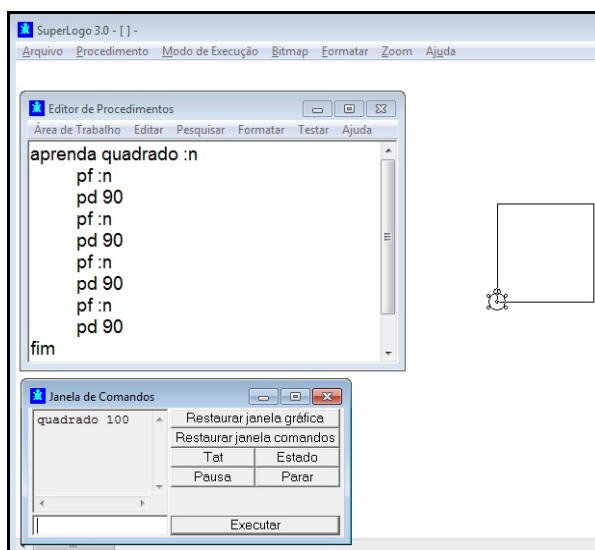 SuperLogo 3.0 - [ ] -
Arquivo Procedimento Modo de Execução Bitmap Formatar Zoom Ajuda
Editor de Procedimentos
Área de Trabalho Editar Pesquisar Formatar Testar Ajuda
aprenda quadrado :n
pf :n
pd 90
pf :n
pd 90
pf :n
pd 90
pf :n
pd 90
fim
Janela de Comandos
quadrado 100
Restaurar janela gráfica
Restaurar janela comandos
Tat Estado
Pausa Parar
Executar